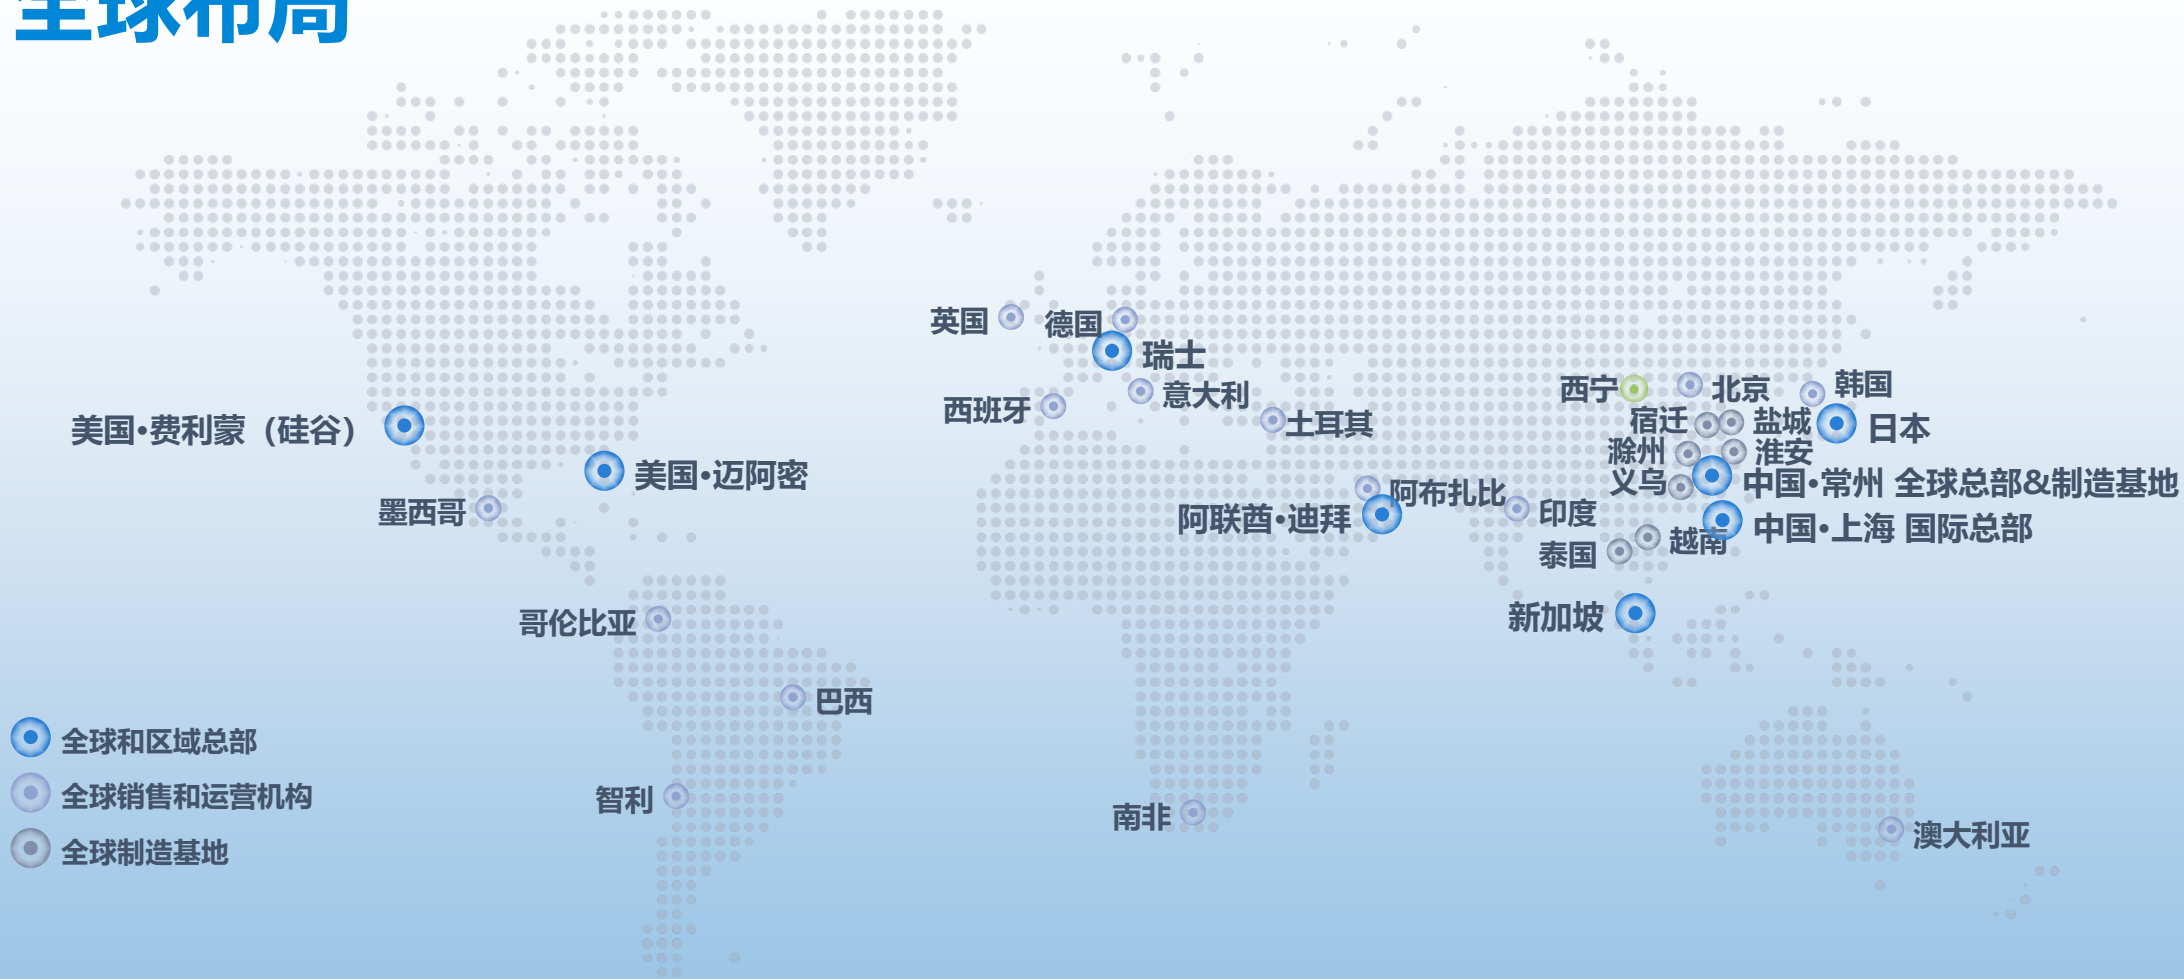 全球布局
英国
德国
瑞士
西班牙
意大利
土耳其
西宁
北京
韩国
美国·费利蒙（硅谷）
宿迁
盐城
日本
滁州
淮安
美国·迈阿密
义乌
中国·常州 全球总部&制造基地
墨西哥
阿布扎比
阿联酋·迪拜
印度
中国·上海 国际总部
泰国
越南
哥伦比亚
新加坡
巴西
智利
南非
澳大利亚
全球和区域总部
全球销售和运营机构
全球制造基地